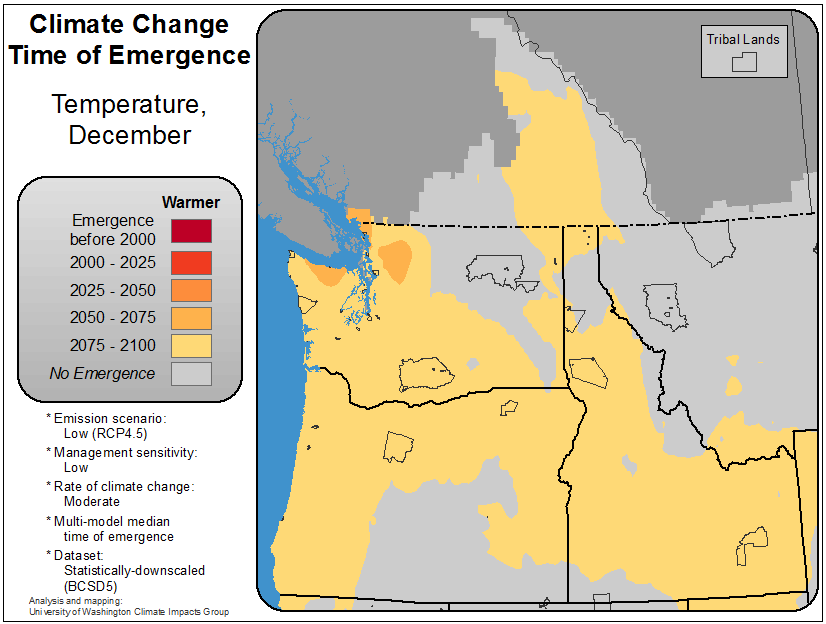 Climate Change
Time of Emergence
Temperature,
December
Warmer
Emergence
before 2000
2000 - 2025
2025 - 2050
2050 - 2075
2075 - 2100
No Emergence
* Emission scenario:
Low (RCP4.5)
* Management sensitivity:
Low
* Rate of climate change:
Moderate
* Multi-model median
time of emergence
* Dataset:
Statistically-downscaled
(BCSD5)
Analysis and mapping:
University of Washington Climate Impacts Group
Tribal Lands